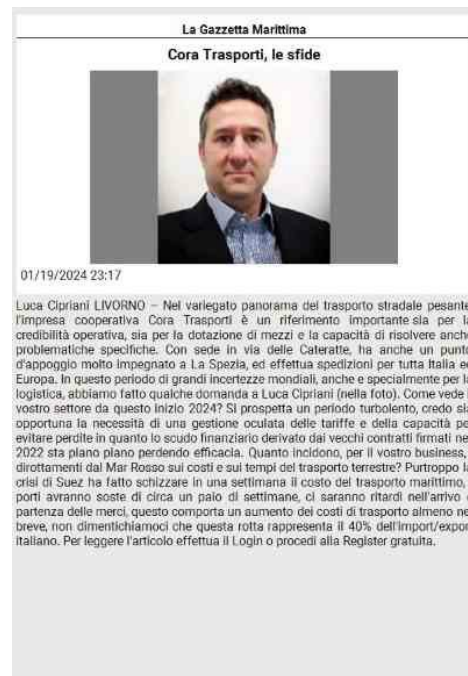 La Gazzetta Marittima
Cora Trasporti, le sfide
01/19/2024 23:17
Luca Cipriani LIVORNO – Nel variegato panorama del trasporto stradale pesante,
l'impresa cooperativa Cora Trasporti è un riferimento importante sia per la
credibilità operativa, sia per la dotazione di mezzi e la capacità di risolvere anche
problematiche specifiche. Con sede in via delle Cateratte, ha anche un punto
d'appoggio molto impegnato a La Spezia, ed effettua spedizioni per tutta Italia ed
Europa. In questo periodo di grandi incertezze mondiali, anche e specialmente per la
logistica, abbiamo fatto qualche domanda a Luca Cipriani (nella foto). Come vede il
vostro settore da questo inizio 2024? Si prospetta un periodo turbolento, credo sia
opportuna la necessità di una gestione oculata delle tariffe e della capacità per
evitare perdite in quanto lo scudo finanziario derivato dai vecchi contratti firmati nel
2022 sta plano plano perdendo efficacia. Quanto incidono, per il vostro business, i
dirottamenti dal Mar Rosso sui costi e sui tempi del trasporto terrestre? Purtroppo la
crisi di Suez ha fatto schizzare in una settimana il costo del trasporto marittimo, i
porti avranno soste di circa un paio di settimane, ci saranno ritardi nell'arrivo e
partenza delle merci, questo comporta un aumento dei costi di trasporto almeno nel
breve, non dimentichiamoci che questa rotta rappresenta il 40% dell'import/export
italiano. Per leggere l'articolo effettua il Login o procedi alla Register gratuita.